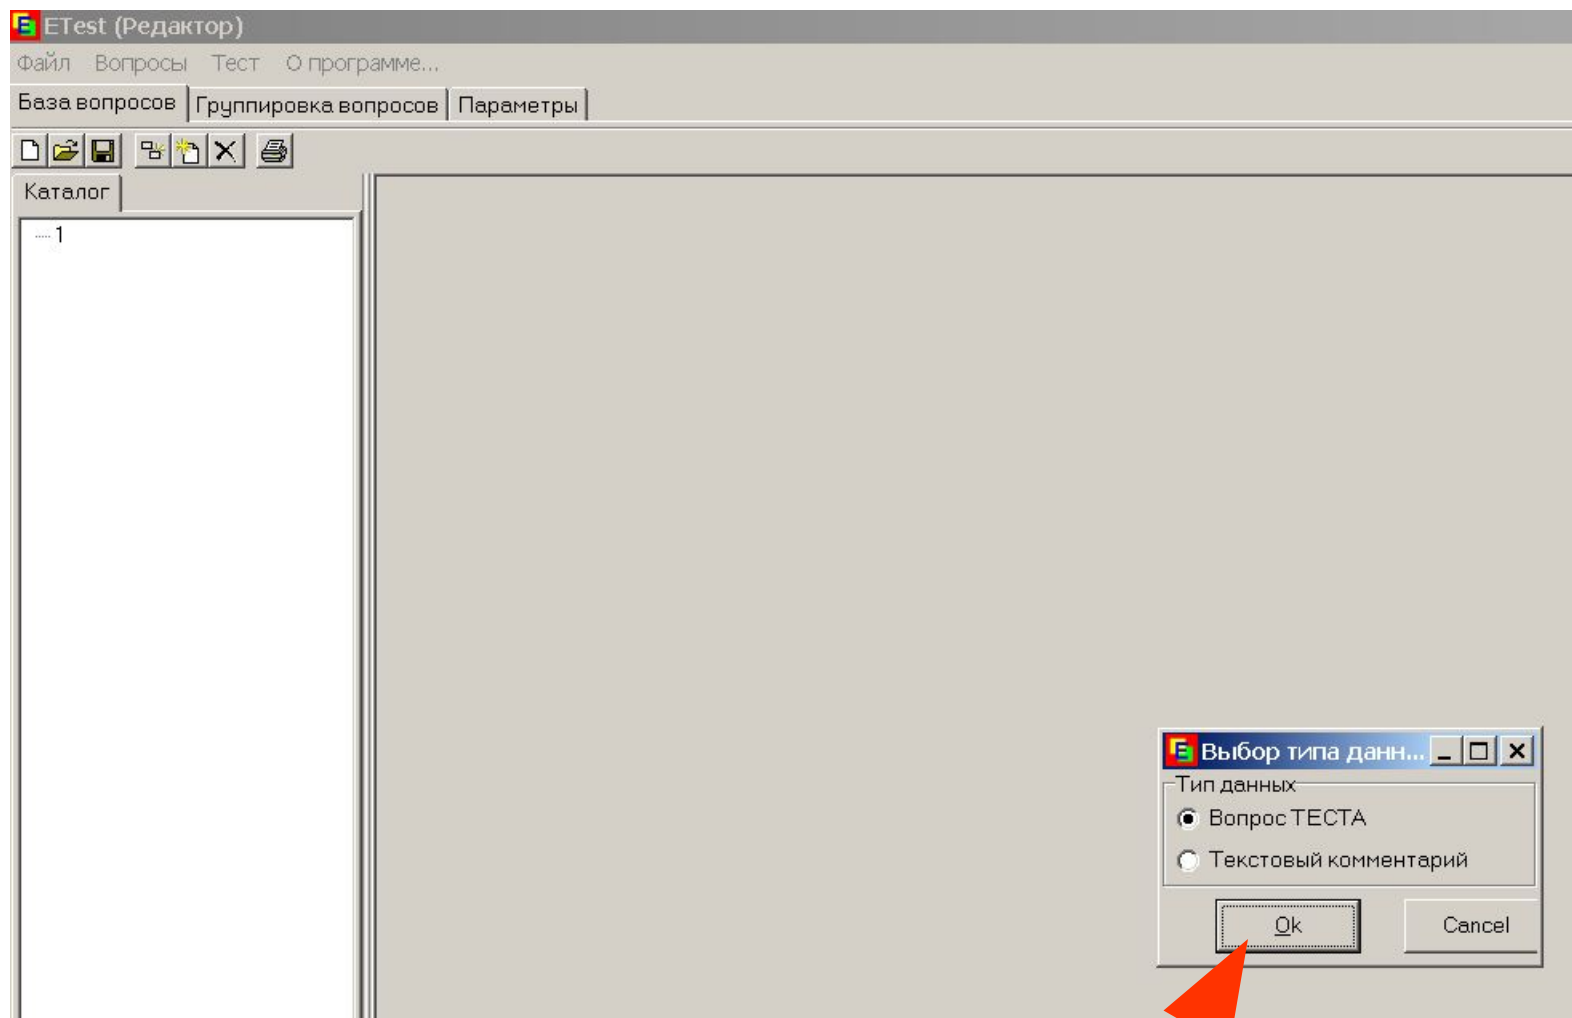 ETest (Редактор)
Файл Вопросы Тест О программе...
База вопросов Группировка вопросов Параметры
Каталог
1
Выбор типа данн...
Тип данных
Вопрос ТЕСТА
Текстовый комментарий
Ok Cancel